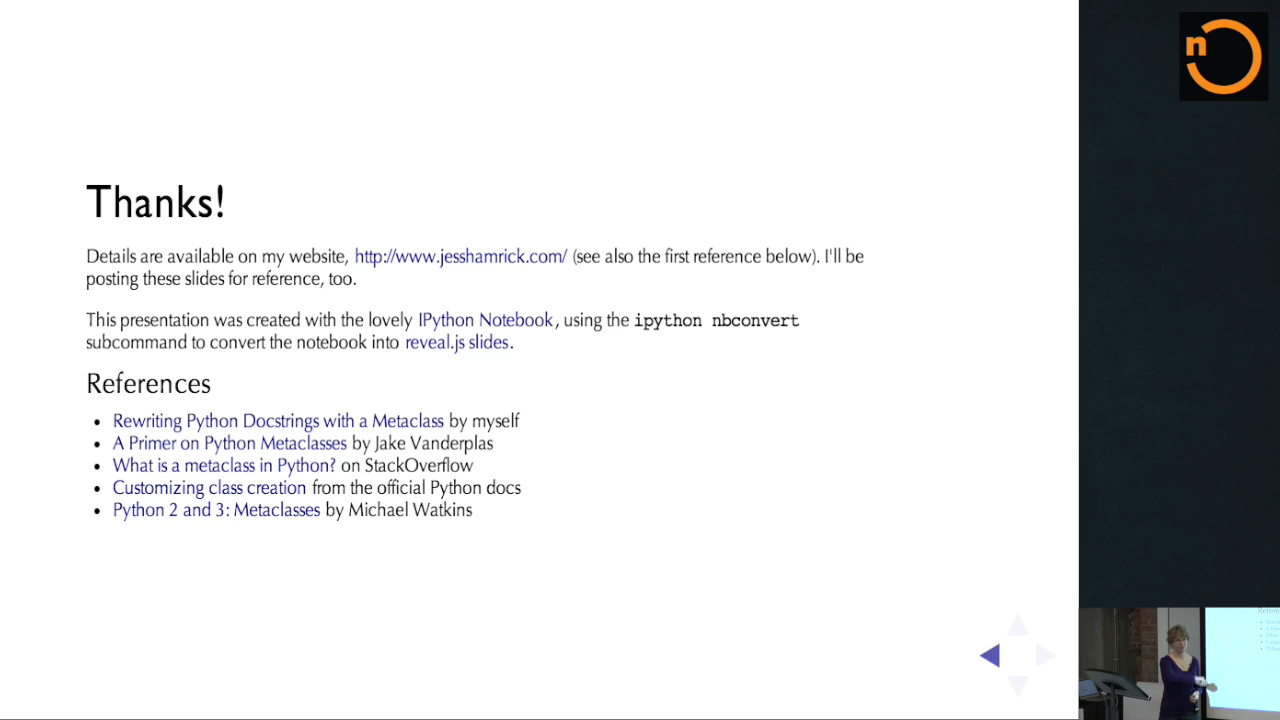 n
Thanks!
Details are available on my website, http://www.jesshamrick.com/ (see also the first reference below). I'll be
posting these slides for reference, too.
This presentation was created with the lovely IPython Notebook, using the ipython nbconvert
subcommand to convert the notebook into reveal.js slides.
References
• Rewriting Python Docstrings with a Metaclass by myself
• A Primer on Python Metaclasses by Jake Vanderplas
• What is a metaclass in Python? on StackOverflow
• Customizing class creation from the official Python docs
• Python 2 and 3: Metaclasses by Michael Watkins